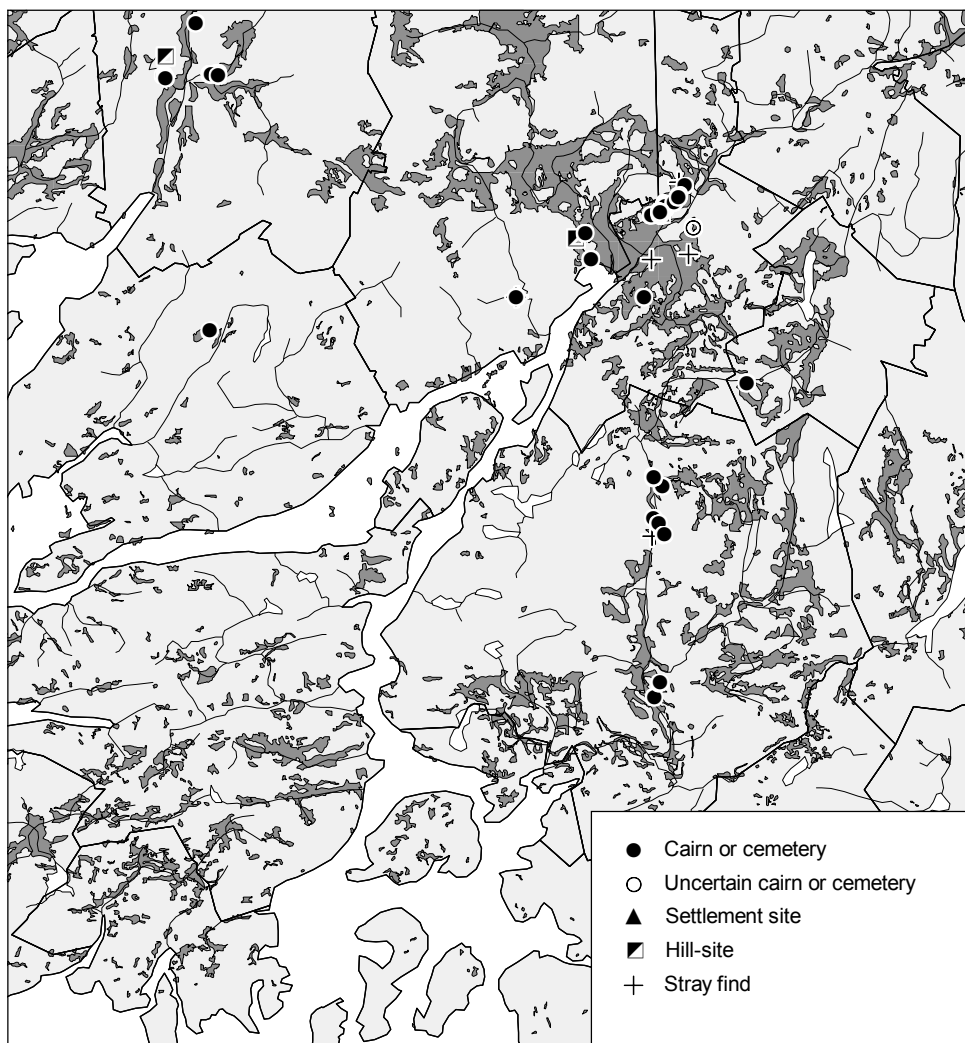 Cairn or cemetery
Uncertain cairn or cemetery
Settlement site
Hill-site
Stray find